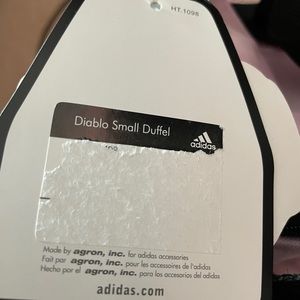 HT.1098
Diablo Small Duffel
adidas
Made by agron, inc. for adidas accessories
Fait par agron, inc. pour les accessoires de l'adidas
Hecho por el agron, inc. para los accesorios del adidas
adidas.com